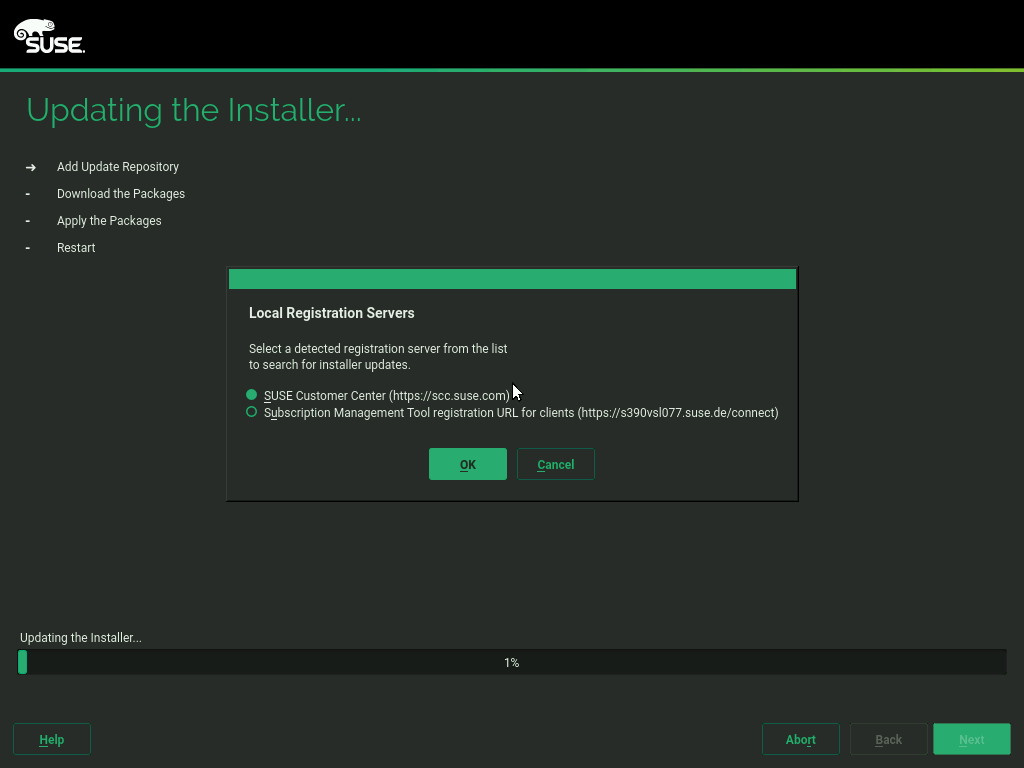 SUSE
Updating the Installer...
➔ Add Update Repository
- Download the Packages
- Apply the Packages
- Restart
Local Registration Servers
Select a detected registration server from the list
to search for installer updates.
SUSE Customer Center (https://scc.suse.com)
Subscription Management Tool registration URL for clients (https://s390vsl077.suse.de/connect)
OK Cancel
Updating the Installer...
1%
Help Abort Back Next